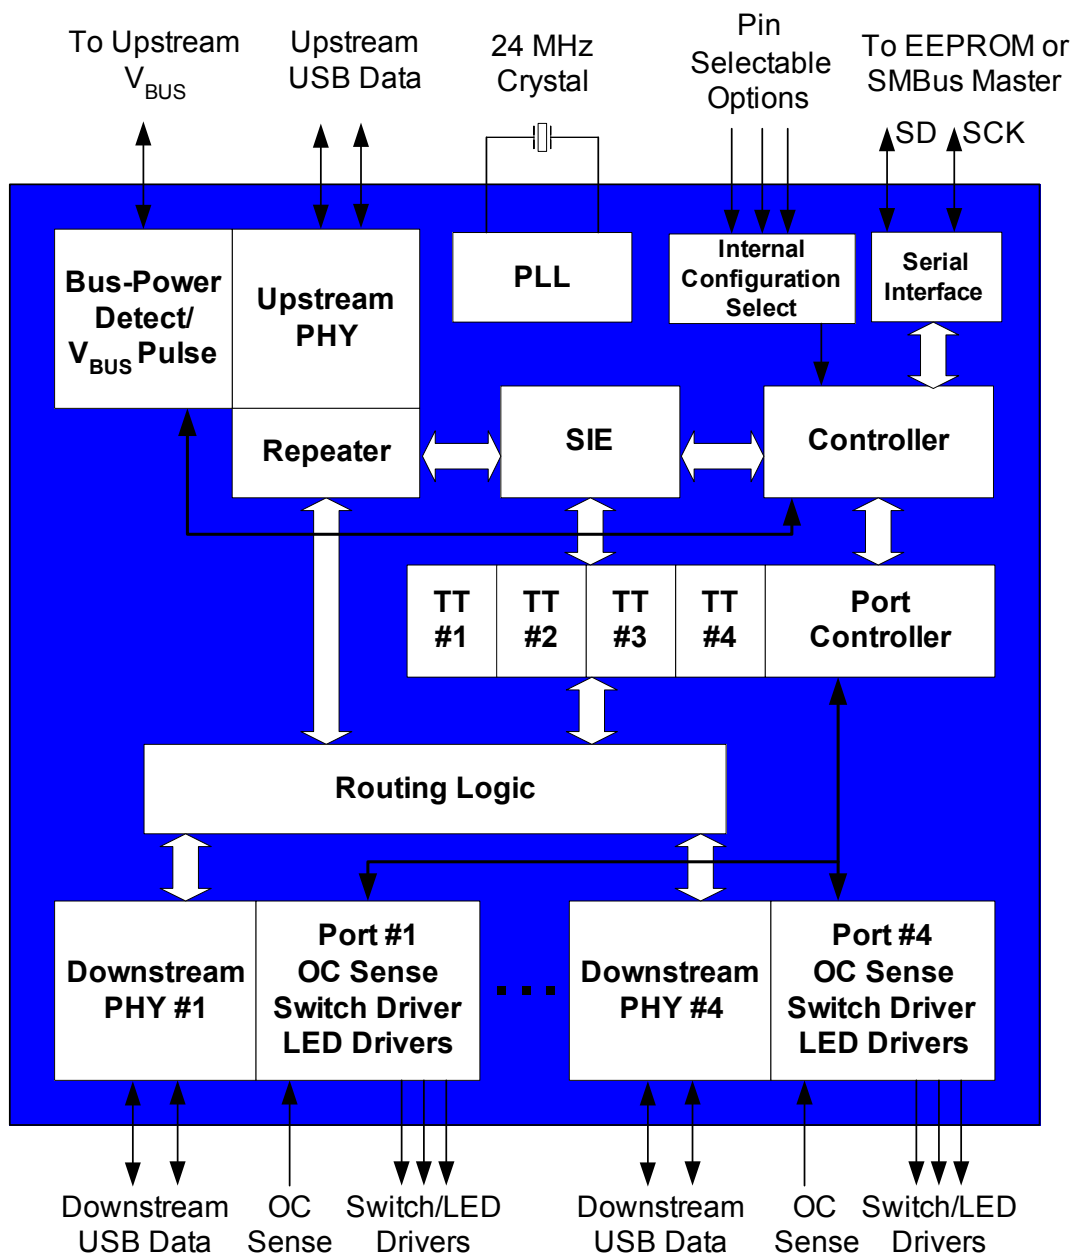 To Upstream
V_BUS
Upstream
USB Data
24 MHz
Crystal
Pin
Selectable
Options
To EEPROM or
SMBus Master
SD
SCK
Bus-Power
Detect/
V_BUS Pulse
Upstream
PHY
PLL
Internal
Configuration
Select
Serial
Interface
Repeater
SIE
Controller
TT
#1
TT
#2
TT
#3
TT
#4
Port
Controller
Routing Logic
Downstream
PHY #1
Port #1
OC Sense
Switch Driver
LED Drivers
...
Downstream
PHY #4
Port #4
OC Sense
Switch Driver
LED Drivers
Downstream
USB Data
OC
Sense
Switch/LED
Drivers
Downstream
USB Data
OC
Sense
Switch/LED
Drivers